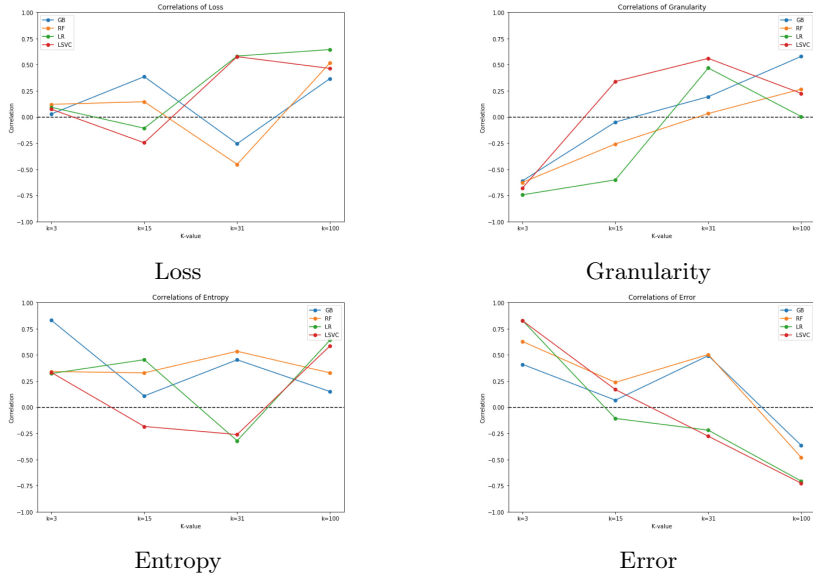 Correlations of Loss
1.00
0.75
0.50
0.25
0.00
−0.25
−0.50
−0.75
−1.00
Correlation
GB
RF
LR
LSVC
k=3
k=15
k=31
k=100
K-value
Loss
Correlations of Granularity
1.00
0.75
0.50
0.25
0.00
−0.25
−0.50
−0.75
−1.00
Correlation
GB
RF
LR
LSVC
k=3
k=15
k=31
k=100
K-value
Granularity
Correlations of Entropy
1.00
0.75
0.50
0.25
0.00
−0.25
−0.50
−0.75
−1.00
Correlation
GB
RF
LR
LSVC
k=3
k=15
k=31
k=100
K-value
Entropy
Correlations of Error
1.00
0.75
0.50
0.25
0.00
−0.25
−0.50
−0.75
−1.00
Correlation
GB
RF
LR
LSVC
k=3
k=15
k=31
k=100
K-value
Error